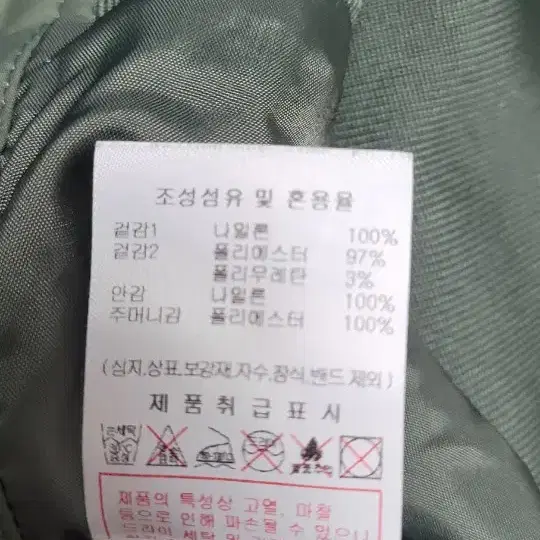 조성섬유 및 혼용율
겉감1 나일론 100%
겉감2 폴리에스터 97%
폴리우레탄 3%
안감 나일론 100%
주머니감 폴리에스터 100%
(심지,상표,보강재,자수,장식,밴드 제외)
제품취급표시
제품의 특성상 고열, 마찰
등으로 인해 파손될 수 있으니
세탁 및